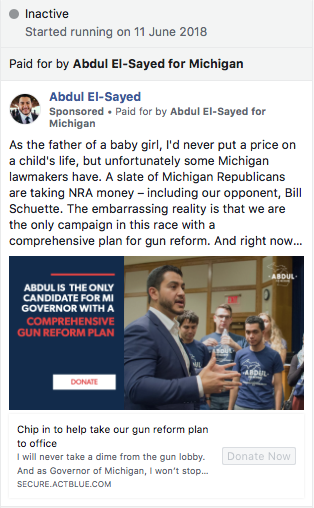 Inactive
Started running on 11 June 2018
Paid for by Abdul El-Sayed for Michigan
Abdul El-Sayed
Sponsored • Paid for by Abdul El-Sayed for
Michigan
As the father of a baby girl, I'd never put a price on
a child's life, but unfortunately some Michigan
lawmakers have. A slate of Michigan Republicans
are taking NRA money – including our opponent, Bill
Schuette. The embarrassing reality is that we are
the only campaign in this race with a
comprehensive plan for gun reform. And right now...
ABDUL IS THE ONLY
CANDIDATE FOR MI
GOVERNOR WITH A
COMPREHENSIVE
GUN REFORM PLAN
DONATE
ABDUL
Chip in to help take our gun reform plan
to office
I will never take a dime from the gun lobby.
And as Governor of Michigan, I won't stop...
SECURE.ACTBLUE.COM
Donate Now